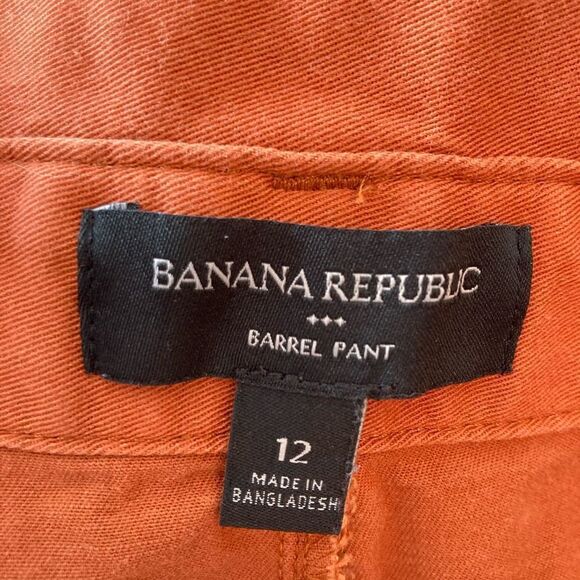 BANANA REPUBLIC
BARREL PANT
12
MADE IN
BANGLADESH